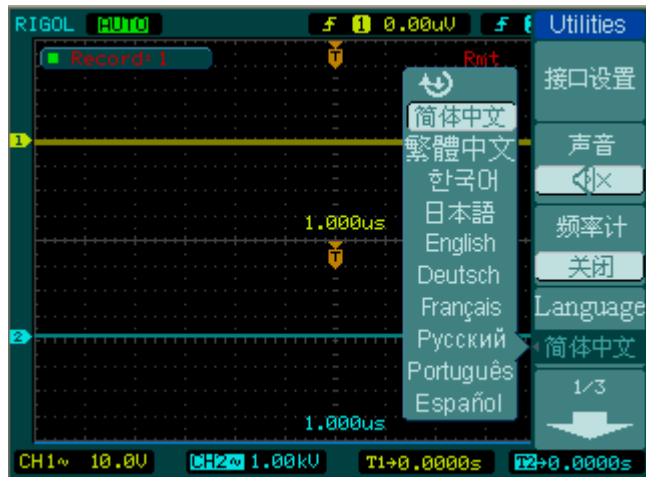 RIGOL AUTO 1 0.00uV Utilities
Record:1 Rmt
T
接口设置
简体中文
繁體中文
한국어
日本語
English
Deutsch
Français
Русский
Português
Español
声音
频率计
关闭
Language
简体中文
1/3
1
1.000us
T
2
1.000us
CH1~ 10.0V CH2~ 1.00kV T1→0.0000s T2→0.0000s